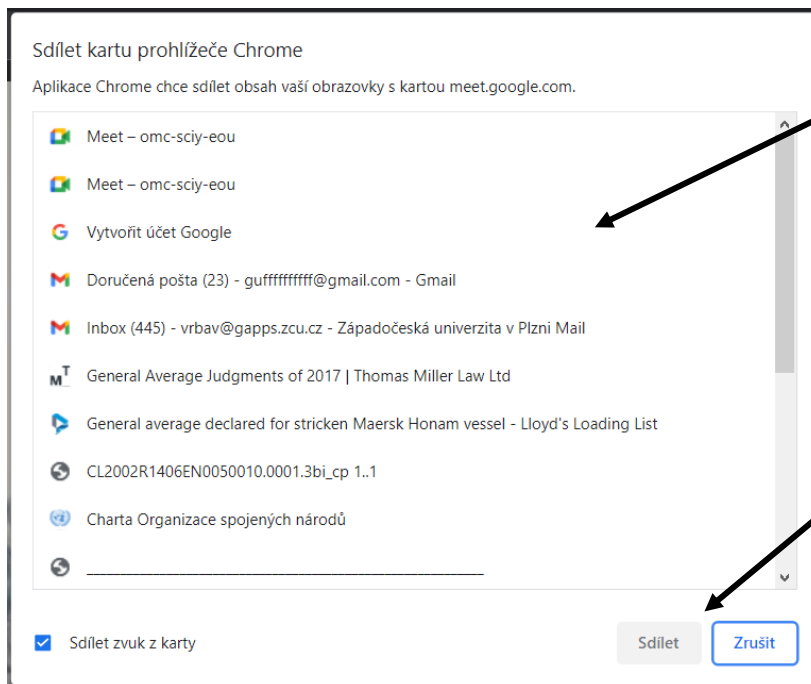 Sdílet kartu prohlížeče Chrome
Aplikace Chrome chce sdílet obsah vaší obrazovky s kartou meet.google.com.
Meet – omc-sciy-eou
Meet – omc-sciy-eou
Vytvořit účet Google
Doručená pošta (23) - guffffffffff@gmail.com - Gmail
Inbox (445) - vrbav@gapps.zcu.cz - Západočeská univerzita v Plzni Mail
General Average Judgments of 2017 | Thomas Miller Law Ltd
General average declared for stricken Maersk Honam vessel - Lloyd's Loading List
CL2002R1406EN0050010.0001.3bi_cp 1..1
Charta Organizace spojených národů
____________________________________________________________
Sdílet zvuk z karty
Sdílet
Zrušit